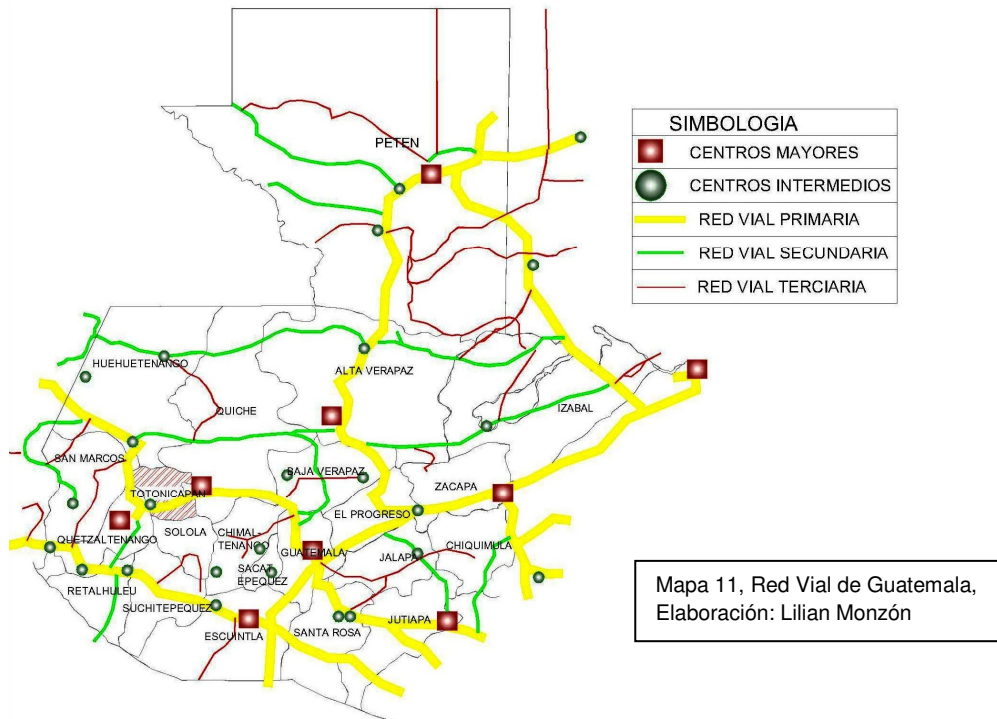 PETEN
SIMBOLOGIA
CENTROS MAYORES
CENTROS INTERMEDIOS
RED VIAL PRIMARIA
RED VIAL SECUNDARIA
RED VIAL TERCIARIA
HUEHUETENANGO
ALTA VERAPAZ
QUICHE
IZABAL
SAN MARCOS
BAJA VERAPAZ
ZACAPA
TOTONICAPAN
EL PROGRESO
SOLOLA
CHIMAL-
TENANGO
QUETZALTENANGO
GUATEMALA
JALAPA
CHIQUIMULA
SACAT
EPEQUEZ
RETALHULEU
SUCHITEPEQUEZ
ESCUINTLA
SANTA ROSA
JUTIAPA
Mapa 11, Red Vial de Guatemala,
Elaboración: Lilian Monzón